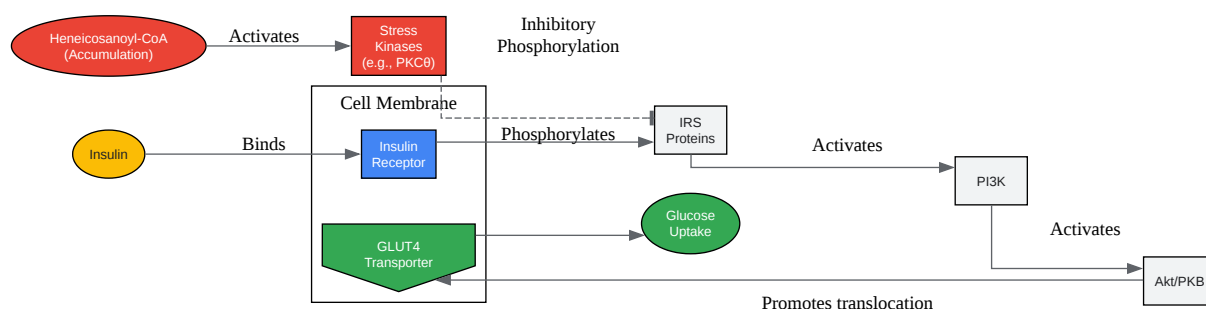 Heneicosanoyl-CoA
(Accumulation)
Activates
Stress
Kinases
(e.g., PKCθ)
Inhibitory
Phosphorylation
Cell Membrane
Insulin
Binds
Insulin
Receptor
Phosphorylates
IRS
Proteins
Activates
PI3K
Activates
Akt/PKB
Promotes translocation
GLUT4
Transporter
Glucose
Uptake